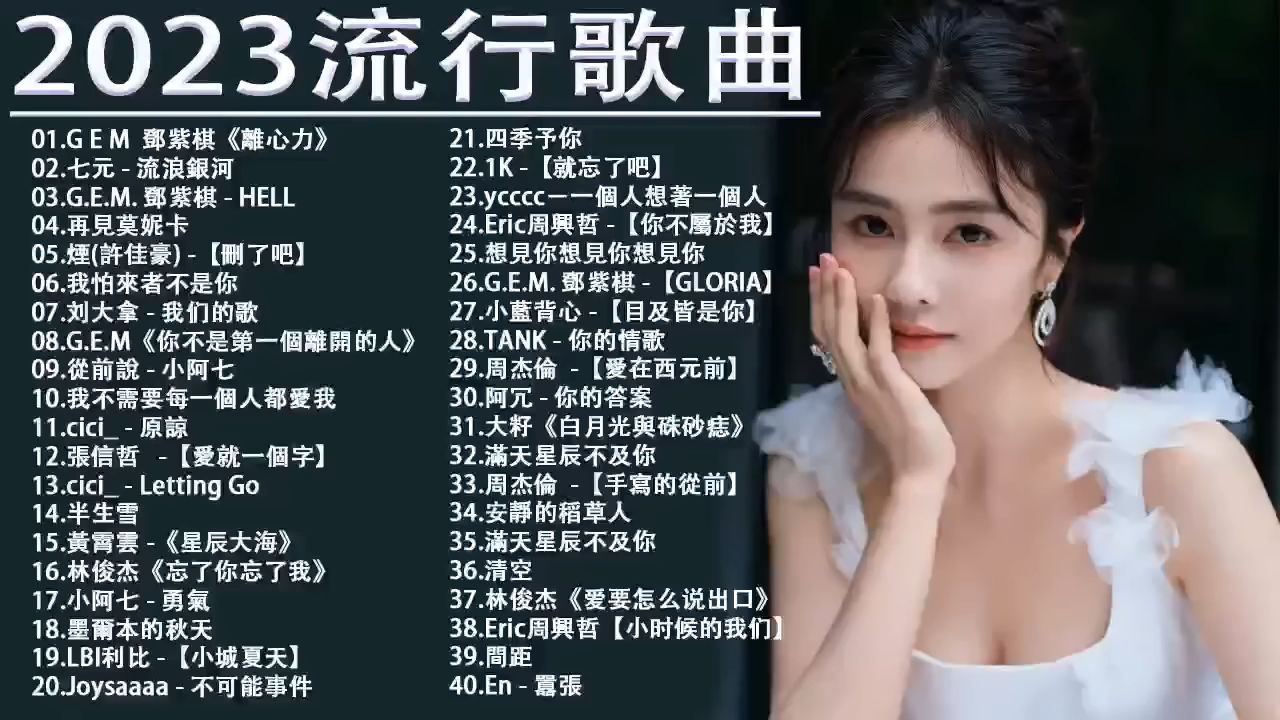 2023流行歌曲
01.G E M 鄧紫棋《離心力》
02.七元 - 流浪銀河
03.G.E.M. 鄧紫棋 - HELL
04.再見莫妮卡
05.煙(許佳豪) -【刪了吧】
06.我怕來者不是你
07.刘大拿 - 我们的歌
08.G.E.M《你不是第一個離開的人》
09.從前說 - 小阿七
10.我不需要每一個人都愛我
11.cici_ - 原諒
12.張信哲 -【愛就一個字】
13.cici_ - Letting Go
14.半生雪
15.黃霄雲 -《星辰大海》
16.林俊杰《忘了你忘了我》
17.小阿七 - 勇氣
18.墨爾本的秋天
19.LBI利比 -【小城夏天】
20.Joysaaaa - 不可能事件
21.四季予你
22.1K -【就忘了吧】
23.ycccc－一個人想著一個人
24.Eric周興哲 -【你不屬於我】
25.想見你想見你想見你
26.G.E.M. 鄧紫棋 -【GLORIA】
27.小藍背心 -【目及皆是你】
28.TANK - 你的情歌
29.周杰倫 -【愛在西元前】
30.阿冗 - 你的答案
31.大籽《白月光與硃砂痣》
32.滿天星辰不及你
33.周杰倫 -【手寫的從前】
34.安靜的稻草人
35.滿天星辰不及你
36.清空
37.林俊杰《爱要怎么说出口》
38.Eric周興哲【小时候的我们】
39.間距
40.En - 囂張